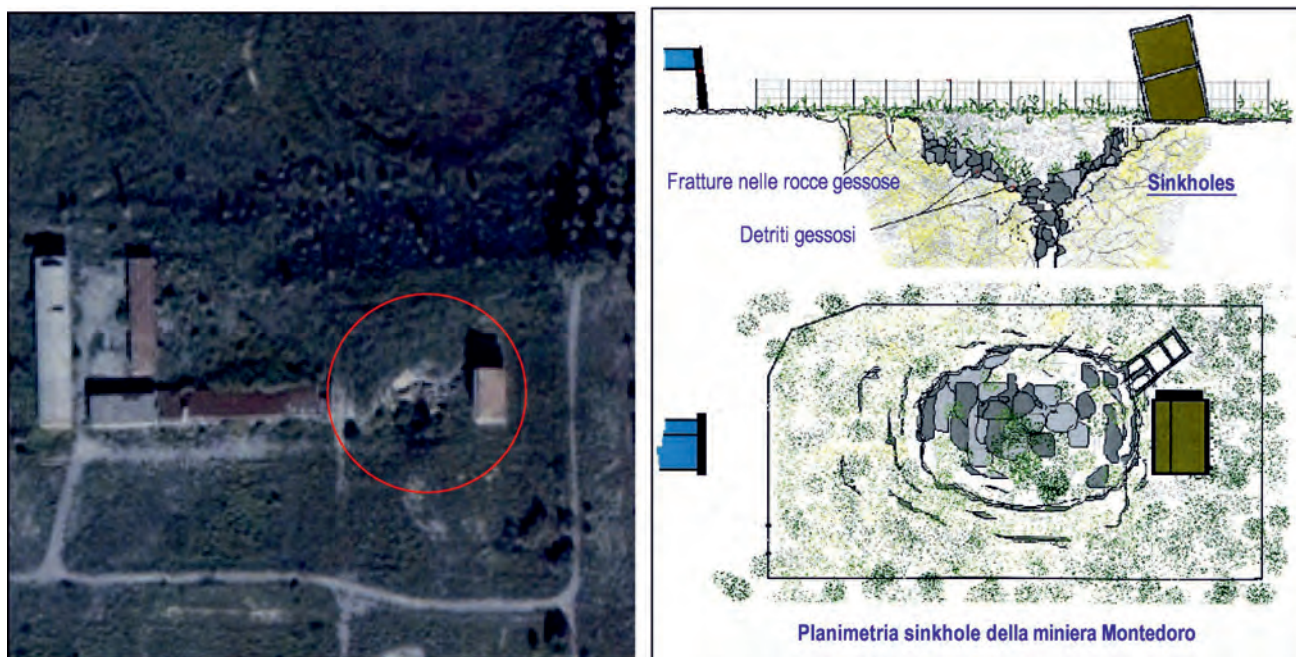 Fratture nelle rocce gessose
Sinkholes
Detriti gessosi
Planimetria sinkhole della miniera Montedoro